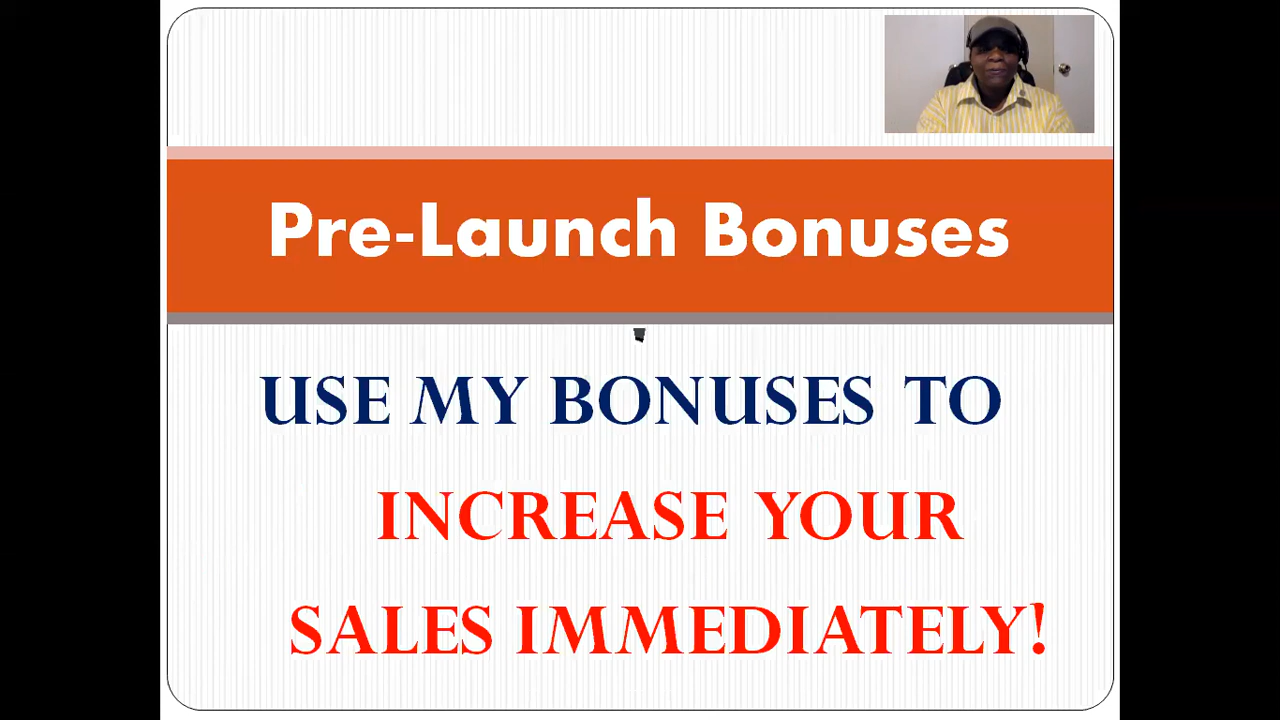 Pre-Launch Bonuses
USE MY BONUSES TO
INCREASE YOUR
SALES IMMEDIATELY!